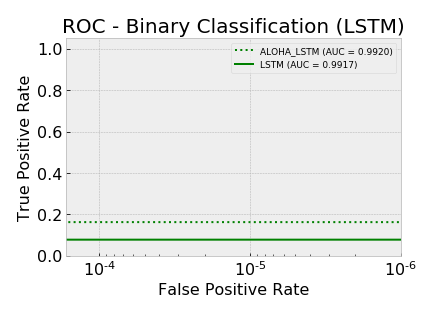 ROC - Binary Classification (LSTM)
ALOHA_LSTM (AUC = 0.9920)
LSTM (AUC = 0.9917)
True Positive Rate
1.0
0.8
0.6
0.4
0.2
0.0
10⁻⁴ 10⁻⁵ 10⁻⁶
False Positive Rate